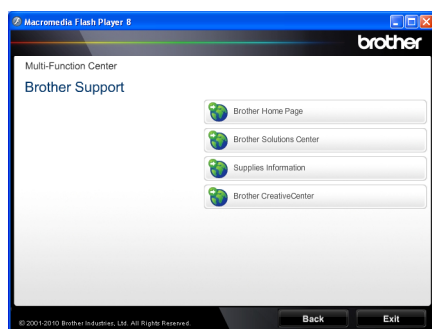 Macromedia Flash Player 8
brother
Multi-Function Center
Brother Support
Brother Home Page
Brother Solutions Center
Supplies Information
Brother CreativeCenter
© 2001-2010 Brother Industries, Ltd. All Rights Reserved.
Back
Exit